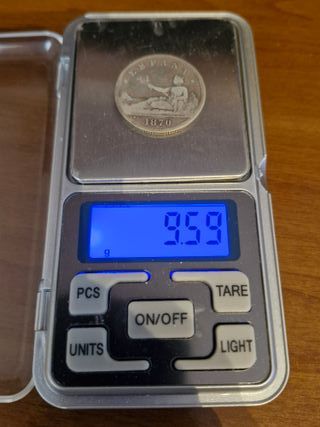 ESPAÑA
1870
9.59
g
PCS
TARE
ON/OFF
UNITS
LIGHT